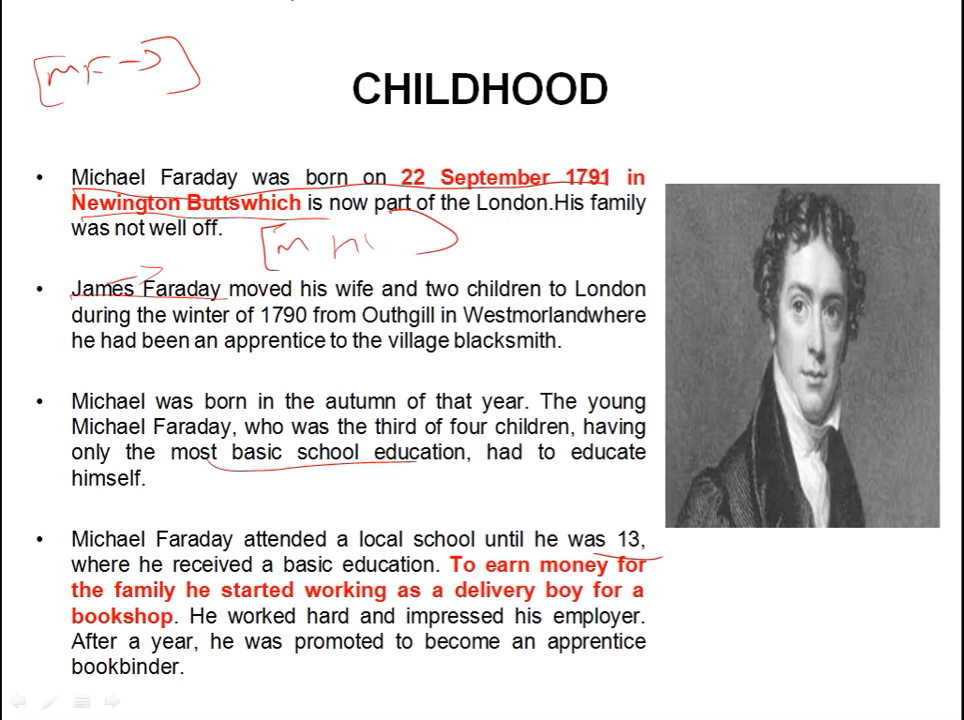 [MF →]
CHILDHOOD
• Michael Faraday was born on 22 September 1791 in
Newington Buttswhich is now part of the London.His family
was not well off.
• James Faraday moved his wife and two children to London
during the winter of 1790 from Outhgill in Westmorlandwhere
he had been an apprentice to the village blacksmith.
• Michael was born in the autumn of that year. The young
Michael Faraday, who was the third of four children, having
only the most basic school education, had to educate
himself.
• Michael Faraday attended a local school until he was 13,
where he received a basic education. To earn money for
the family he started working as a delivery boy for a
bookshop. He worked hard and impressed his employer.
After a year, he was promoted to become an apprentice
bookbinder.